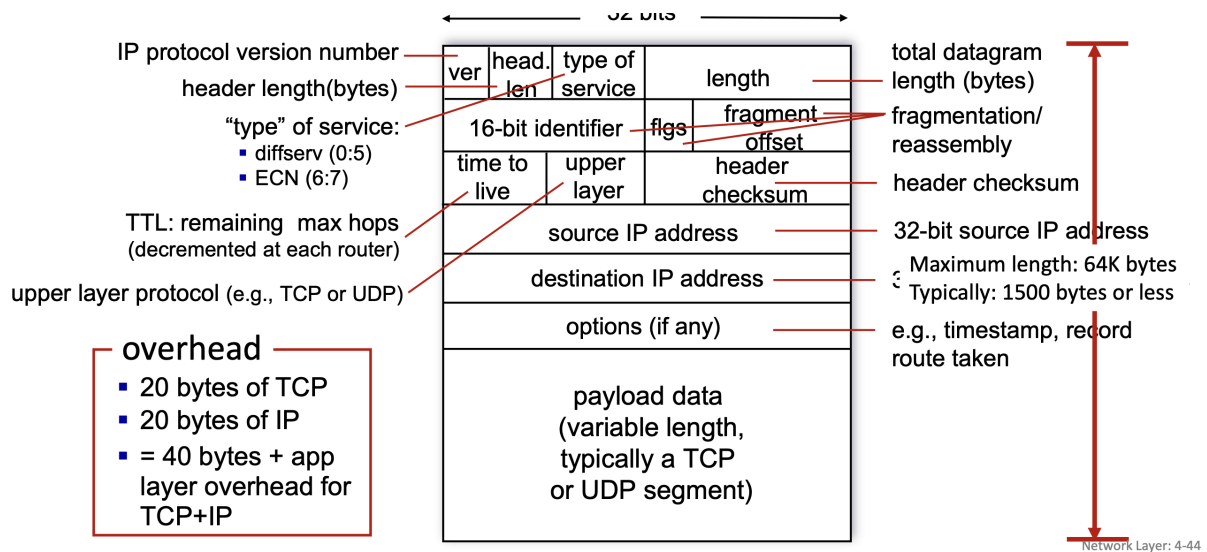 32 bits
IP protocol version number
header length(bytes)
“type” of service:
diffserv (0:5)
ECN (6:7)
TTL: remaining max hops
(decremented at each router)
upper layer protocol (e.g., TCP or UDP)
ver
head.
len
type of
service
length
16-bit identifier
flgs
fragment
offset
time to
live
upper
layer
header
checksum
source IP address
destination IP address
options (if any)
payload data
(variable length,
typically a TCP
or UDP segment)
total datagram
length (bytes)
fragmentation/
reassembly
header checksum
32-bit source IP address
Maximum length: 64K bytes
Typically: 1500 bytes or less
e.g., timestamp, record
route taken
overhead
20 bytes of TCP
20 bytes of IP
= 40 bytes + app
layer overhead for
TCP+IP
Network Layer: 4-44